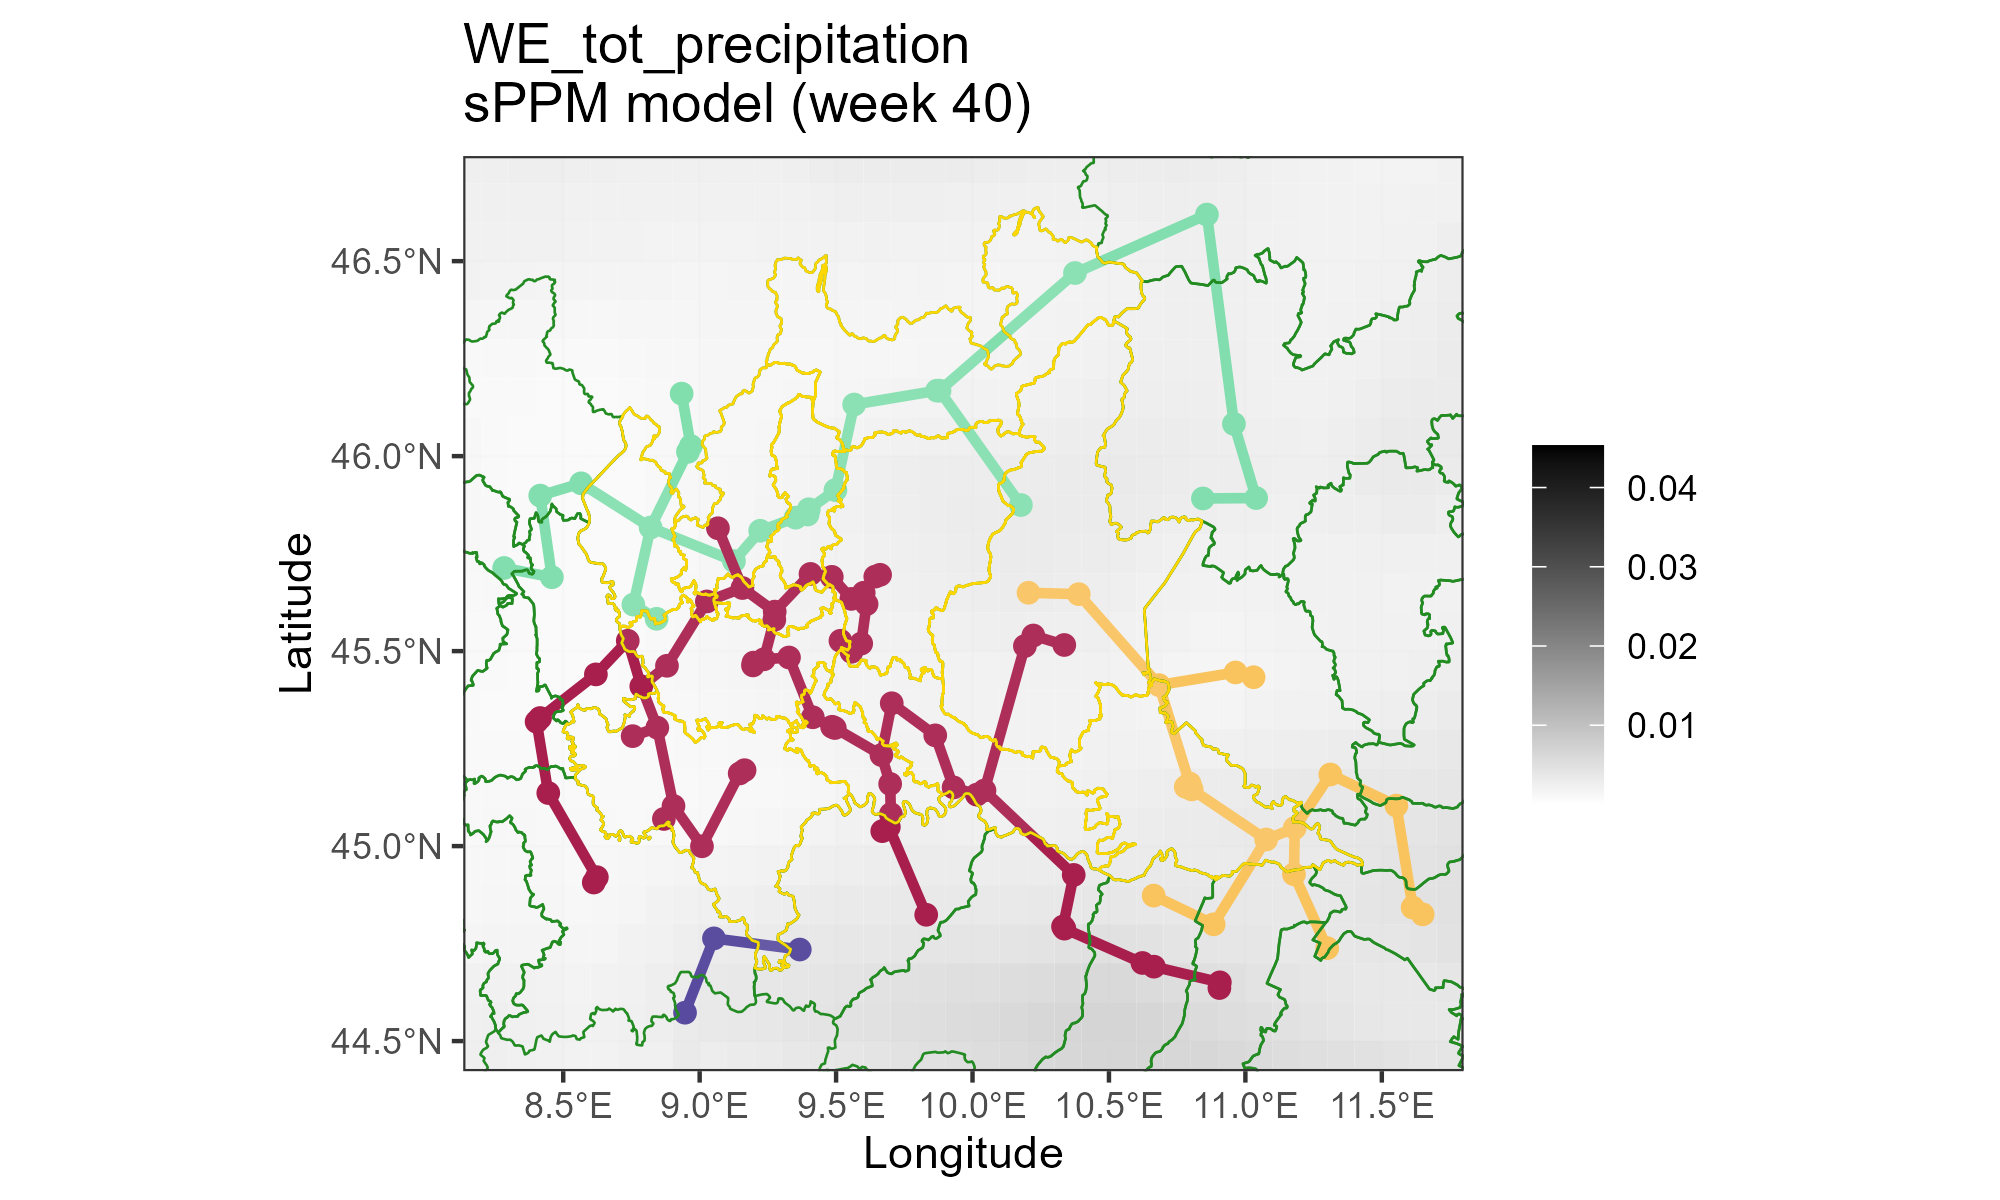 WE_tot_precipitation
sPPM model (week 40)
46.5°N
46.0°N
45.5°N
45.0°N
44.5°N
Latitude
8.5°E 9.0°E 9.5°E 10.0°E 10.5°E 11.0°E 11.5°E
Longitude
0.04
0.03
0.02
0.01